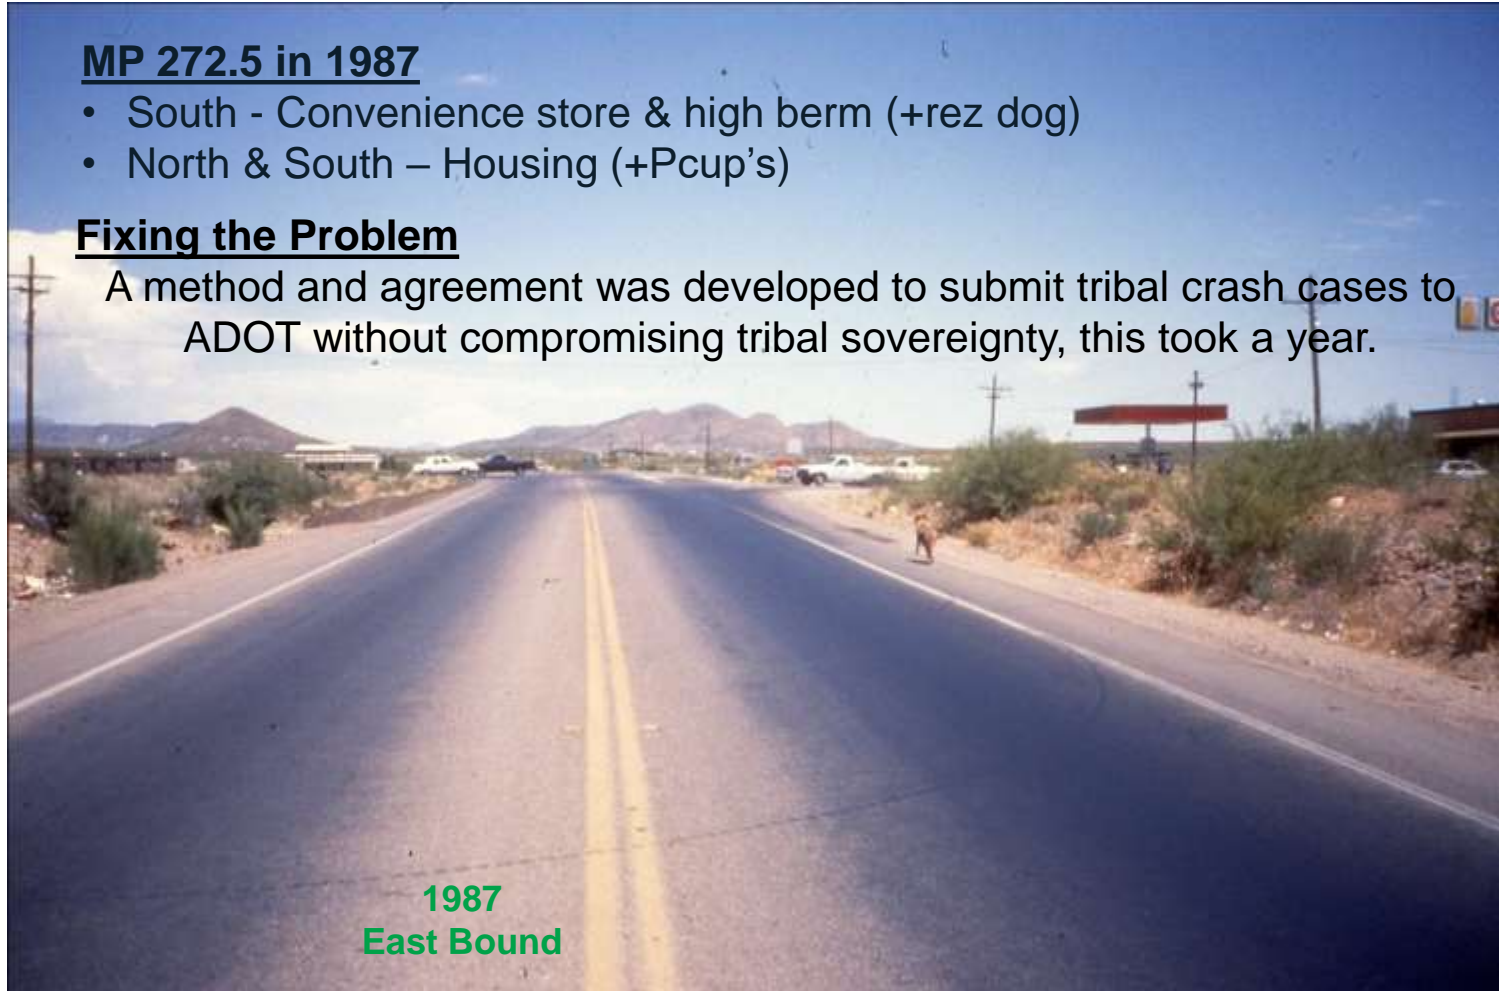 MP 272.5 in 1987
• South - Convenience store & high berm (+rez dog)
• North & South – Housing (+Pcup’s)
Fixing the Problem
A method and agreement was developed to submit tribal crash cases to
ADOT without compromising tribal sovereignty, this took a year.
1987
East Bound